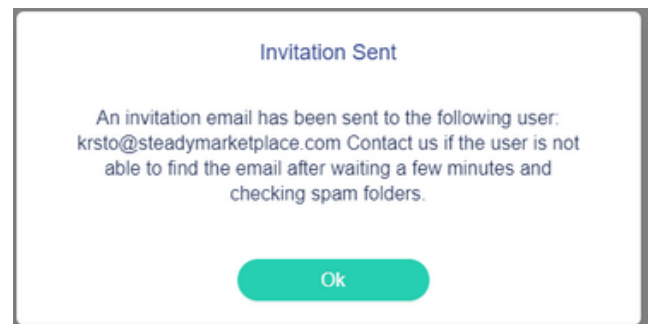 Invitation Sent
An invitation email has been sent to the following user:
krsto@steadymarketplace.com Contact us if the user is not
able to find the email after waiting a few minutes and
checking spam folders.
Ok